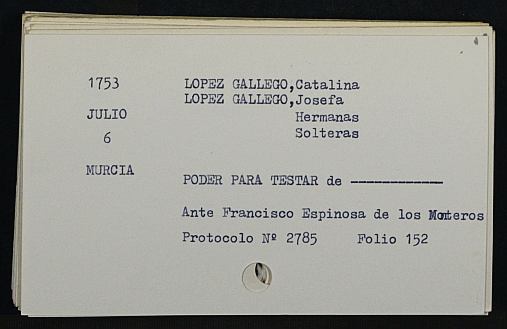 1753 LOPEZ GALLEGO,Catalina
LOPEZ GALLEGO,Josefa
JULIO Hermanas
6 Solteras
MURCIA
PODER PARA TESTAR de ------------
Ante Francisco Espinosa de los Monteros
Protocolo Nº 2785 Folio 152